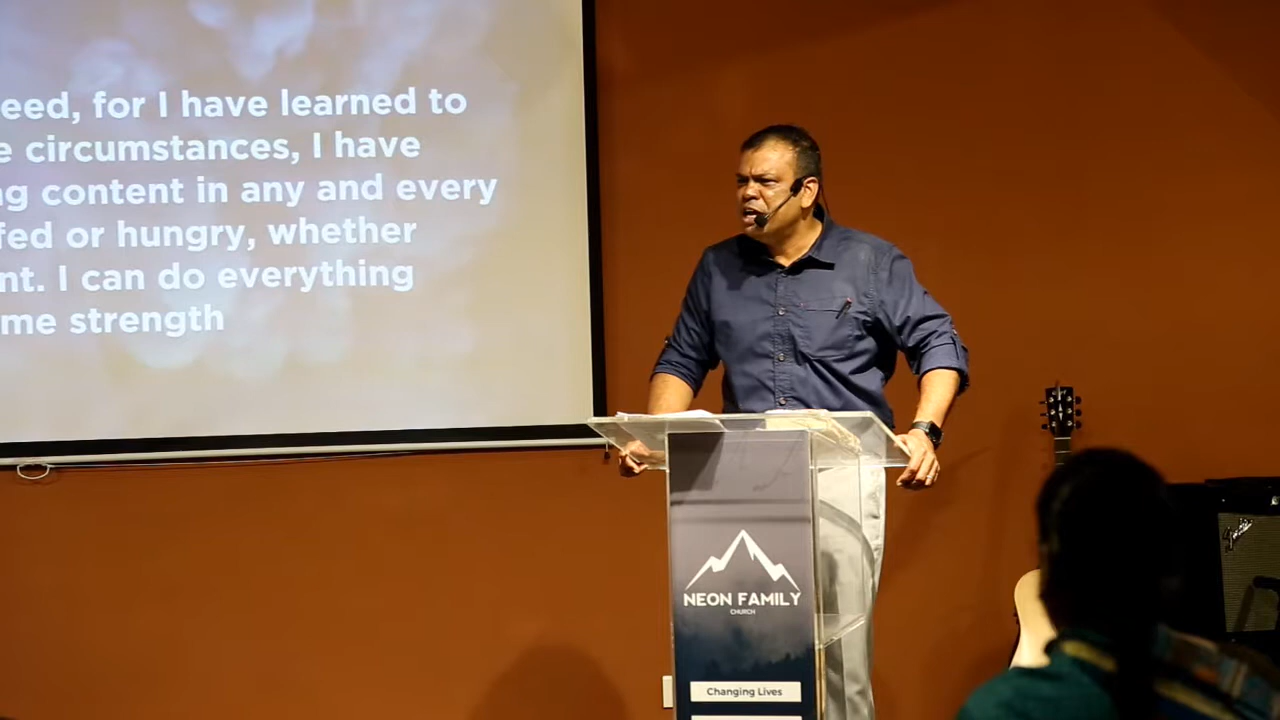 eed, for I have learned to
e circumstances, I have
ng content in any and every
fed or hungry, whether
nt. I can do everything
me strength
NEON FAMILY
CHURCH
Changing Lives
Fender